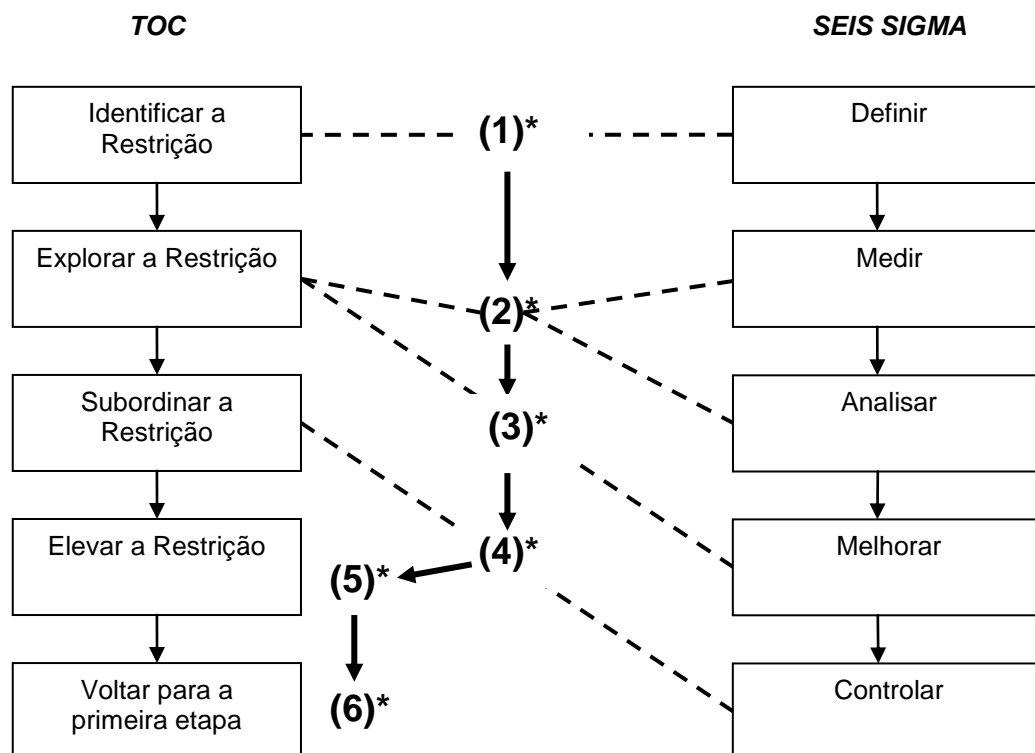 TOC
SEIS SIGMA
Identificar a
Restrição
(1)*
Definir
Explorar a Restrição
(2)*
Medir
Subordinar a
Restrição
(3)*
Analisar
Elevar a Restrição
(4)*
(5)*
Melhorar
Voltar para a
primeira etapa
(6)*
Controlar